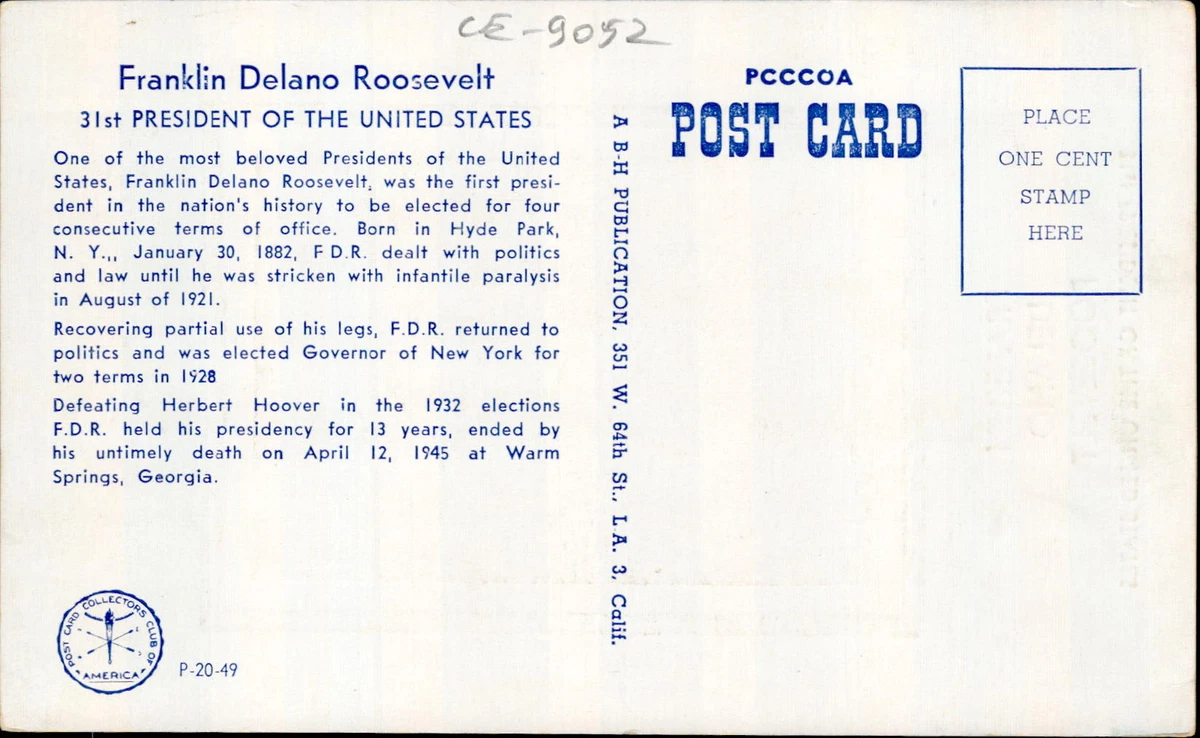 CE-9052
Franklin Delano Roosevelt
31st PRESIDENT OF THE UNITED STATES
One of the most beloved Presidents of the United
States, Franklin Delano Roosevelt, was the first presi-
dent in the nation's history to be elected for four
consecutive terms of office. Born in Hyde Park,
N. Y.,, January 30, 1882, F D.R. dealt with politics
and law until he was stricken with infantile paralysis
in August of 1921.
Recovering partial use of his legs, F.D.R. returned to
politics and was elected Governor of New York for
two terms in 1928
Defeating Herbert Hoover in the 1932 elections
F.D.R. held his presidency for 13 years, ended by
his untimely death on April 12, 1945 at Warm
Springs, Georgia.
POST CARD COLLECTORS CLUB OF
AMERICA
P-20-49
A B-H PUBLICATION, 351 W. 64th St., L.A. 3, Calif.
PCCCOA
POST CARD
PLACE
ONE CENT
STAMP
HERE